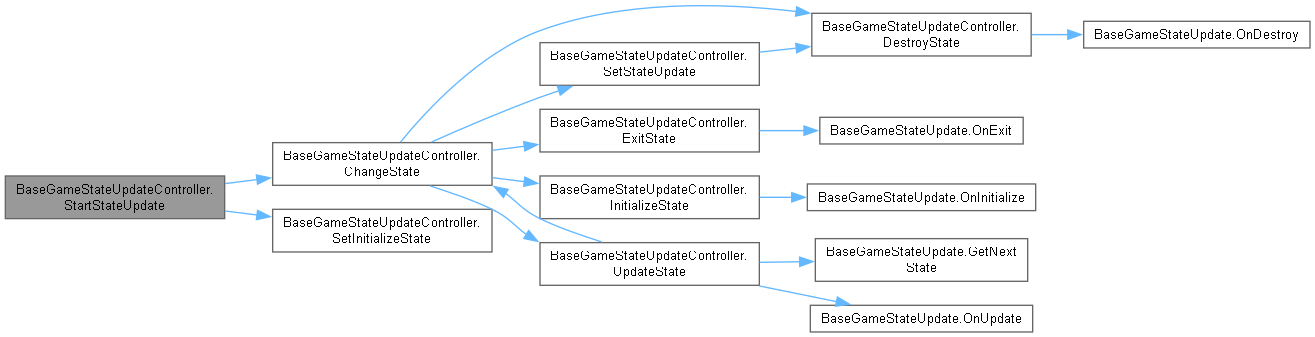 BaseGameStateUpdateController.
StartStateUpdate
BaseGameStateUpdateController.
ChangeState
BaseGameStateUpdateController.
SetInitializeState
BaseGameStateUpdateController.
SetStateUpdate
BaseGameStateUpdateController.
ExitState
BaseGameStateUpdateController.
InitializeState
BaseGameStateUpdateController.
UpdateState
BaseGameStateUpdateController.
DestroyState
BaseGameStateUpdate.OnExit
BaseGameStateUpdate.OnInitialize
BaseGameStateUpdate.GetNext
State
BaseGameStateUpdate.OnUpdate
BaseGameStateUpdate.OnDestroy